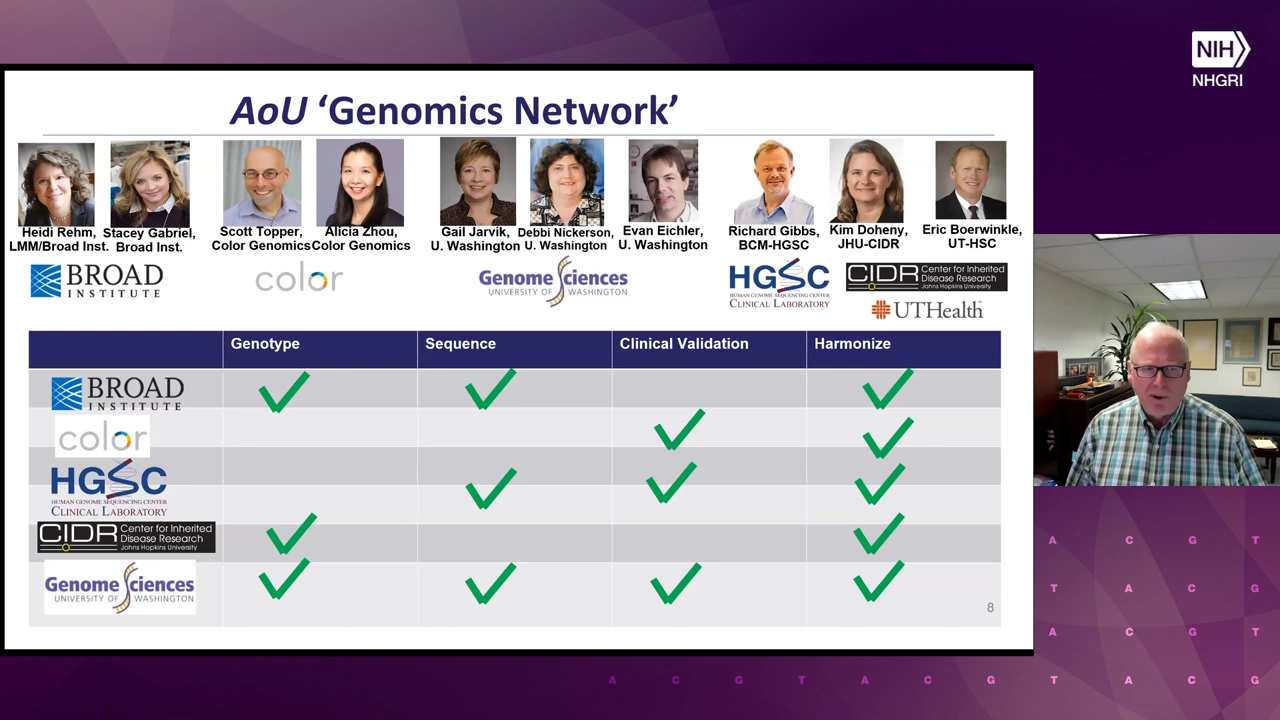 NIH
NHGRI
AoU ‘Genomics Network’
Heidi Rehm,
LMM/Broad Inst.
Stacey Gabriel,
Broad Inst.
Scott Topper,
Color Genomics
Alicia Zhou,
Color Genomics
Gail Jarvik,
U. Washington
Debbi Nickerson,
U. Washington
Evan Eichler,
U. Washington
Richard Gibbs,
BCM-HGSC
Kim Doheny,
JHU-CIDR
Eric Boerwinkle,
UT-HSC
BROAD
INSTITUTE
color
Genome Sciences
UNIVERSITY OF WASHINGTON
HGSC
HUMAN GENOME SEQUENCING CENTER
CLINICAL LABORATORY
CIDR
Center for Inherited
Disease Research
Johns Hopkins University
UTHealth
Genotype
Sequence
Clinical Validation
Harmonize
BROAD
INSTITUTE
color
HGSC
HUMAN GENOME SEQUENCING CENTER
CLINICAL LABORATORY
CIDR
Center for Inherited
Disease Research
Johns Hopkins University
Genome Sciences
UNIVERSITY OF WASHINGTON
8
A C G T
T A C G
A C G T
A C G T A C G T A C G